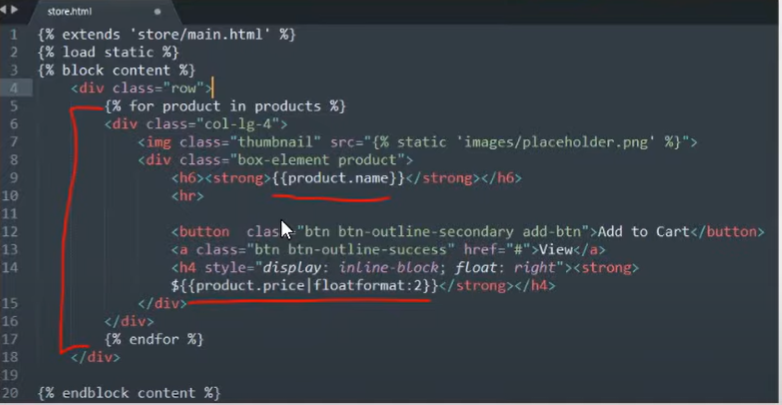 store.html
1 {% extends 'store/main.html' %}
2 {% load static %}
3 {% block content %}
4 <div class="row">
5 {% for product in products %}
6 <div class="col-lg-4">
7 <img class="thumbnail" src="{% static 'images/placeholder.png' %}">
8 <div class="box-element product">
9 <h6><strong>{{product.name}}</strong></h6>
10 <hr>
11
12 <button  class="btn btn-outline-secondary add-btn">Add to Cart</button>
13 <a class="btn btn-outline-success" href="#">View</a>
14 <h4 style="display: inline-block; float: right"><strong>
${{product.price|floatformat:2}}</strong></h4>
15 </div>
16 </div>
17 {% endfor %}
18 </div>
19
20 {% endblock content %}